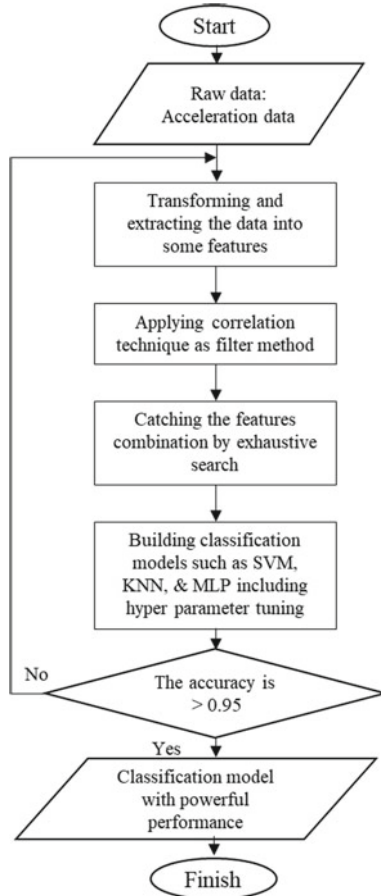 Start
Raw data:
Acceleration data
Transforming and
extracting the data into
some features
Applying correlation
technique as filter method
Catching the features
combination by exhaustive
search
Building classification
models such as SVM,
KNN, & MLP including
hyper parameter tuning
No
The accuracy is
> 0.95
Yes
Classification model
with powerful
performance
Finish